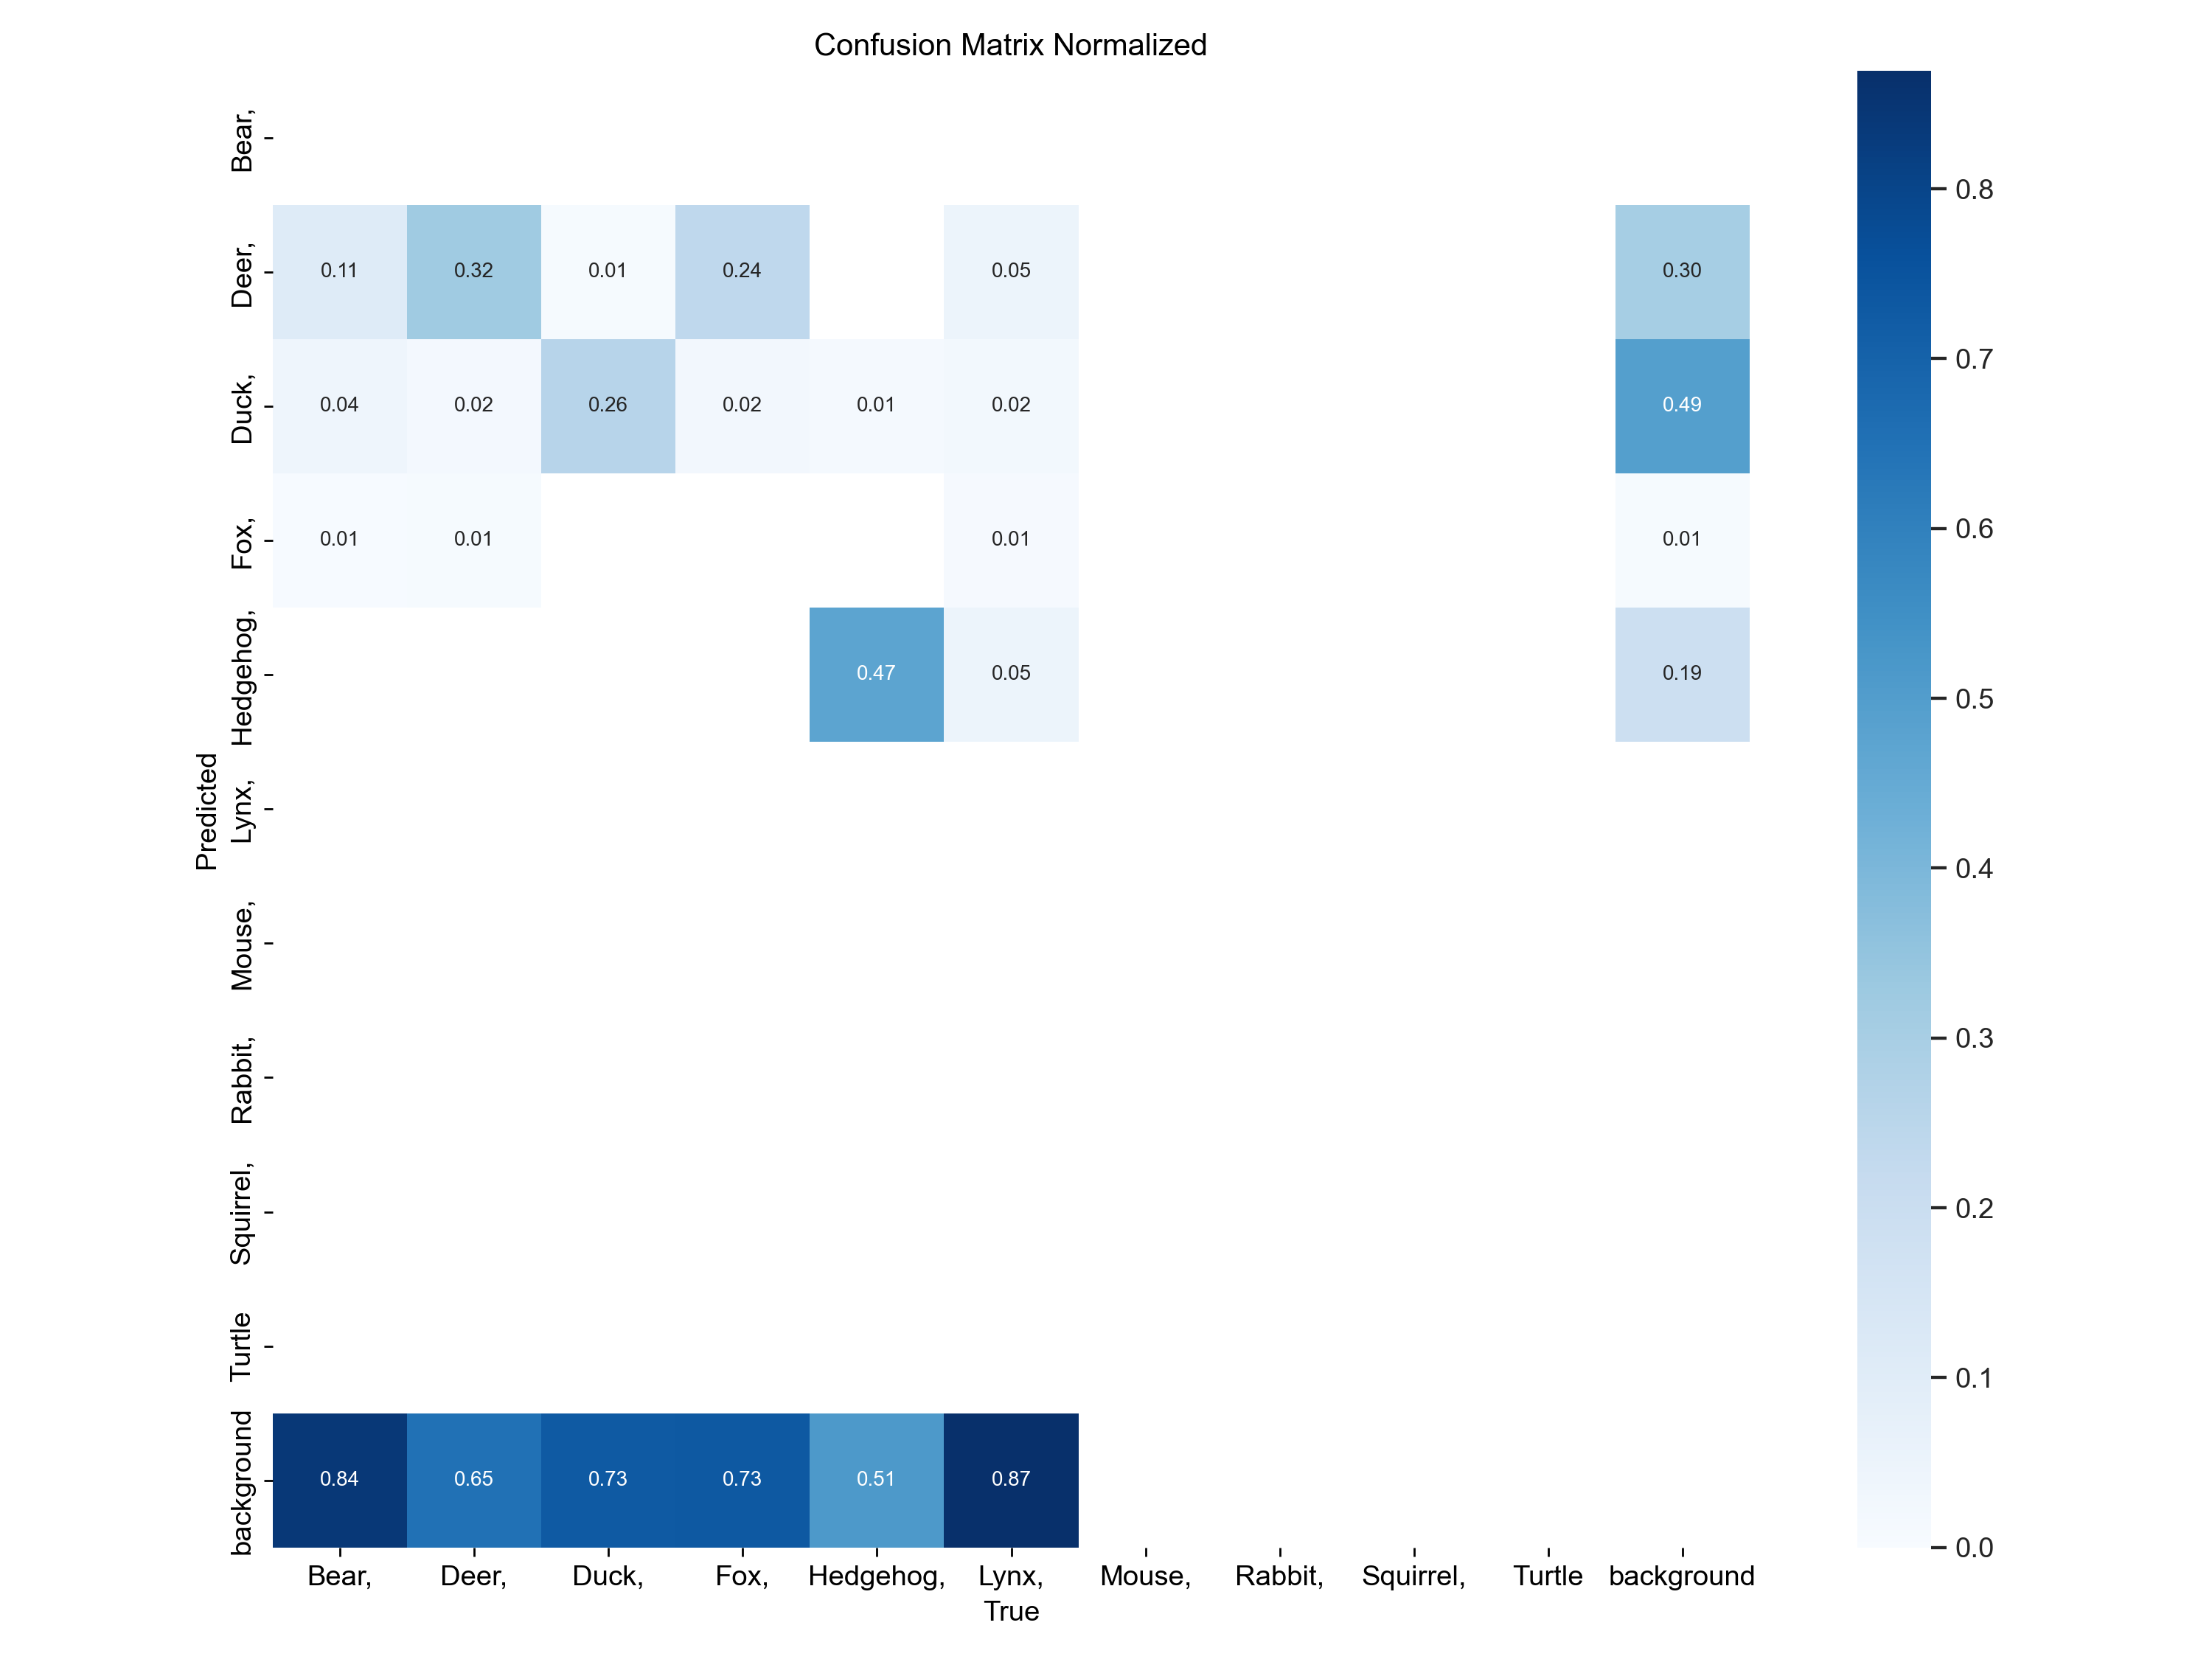 Confusion Matrix Normalized
Predicted
Bear,
Deer, 0.11 0.32 0.01 0.24 0.05 0.30
Duck, 0.04 0.02 0.26 0.02 0.01 0.02 0.49
Fox, 0.01 0.01 0.01 0.01
Hedgehog, 0.47 0.05 0.19
Lynx,
Mouse,
Rabbit,
Squirrel,
Turtle
background 0.84 0.65 0.73 0.73 0.51 0.87
Bear, Deer, Duck, Fox, Hedgehog, Lynx, Mouse, Rabbit, Squirrel, Turtle background
True
0.8
0.7
0.6
0.5
0.4
0.3
0.2
0.1
0.0